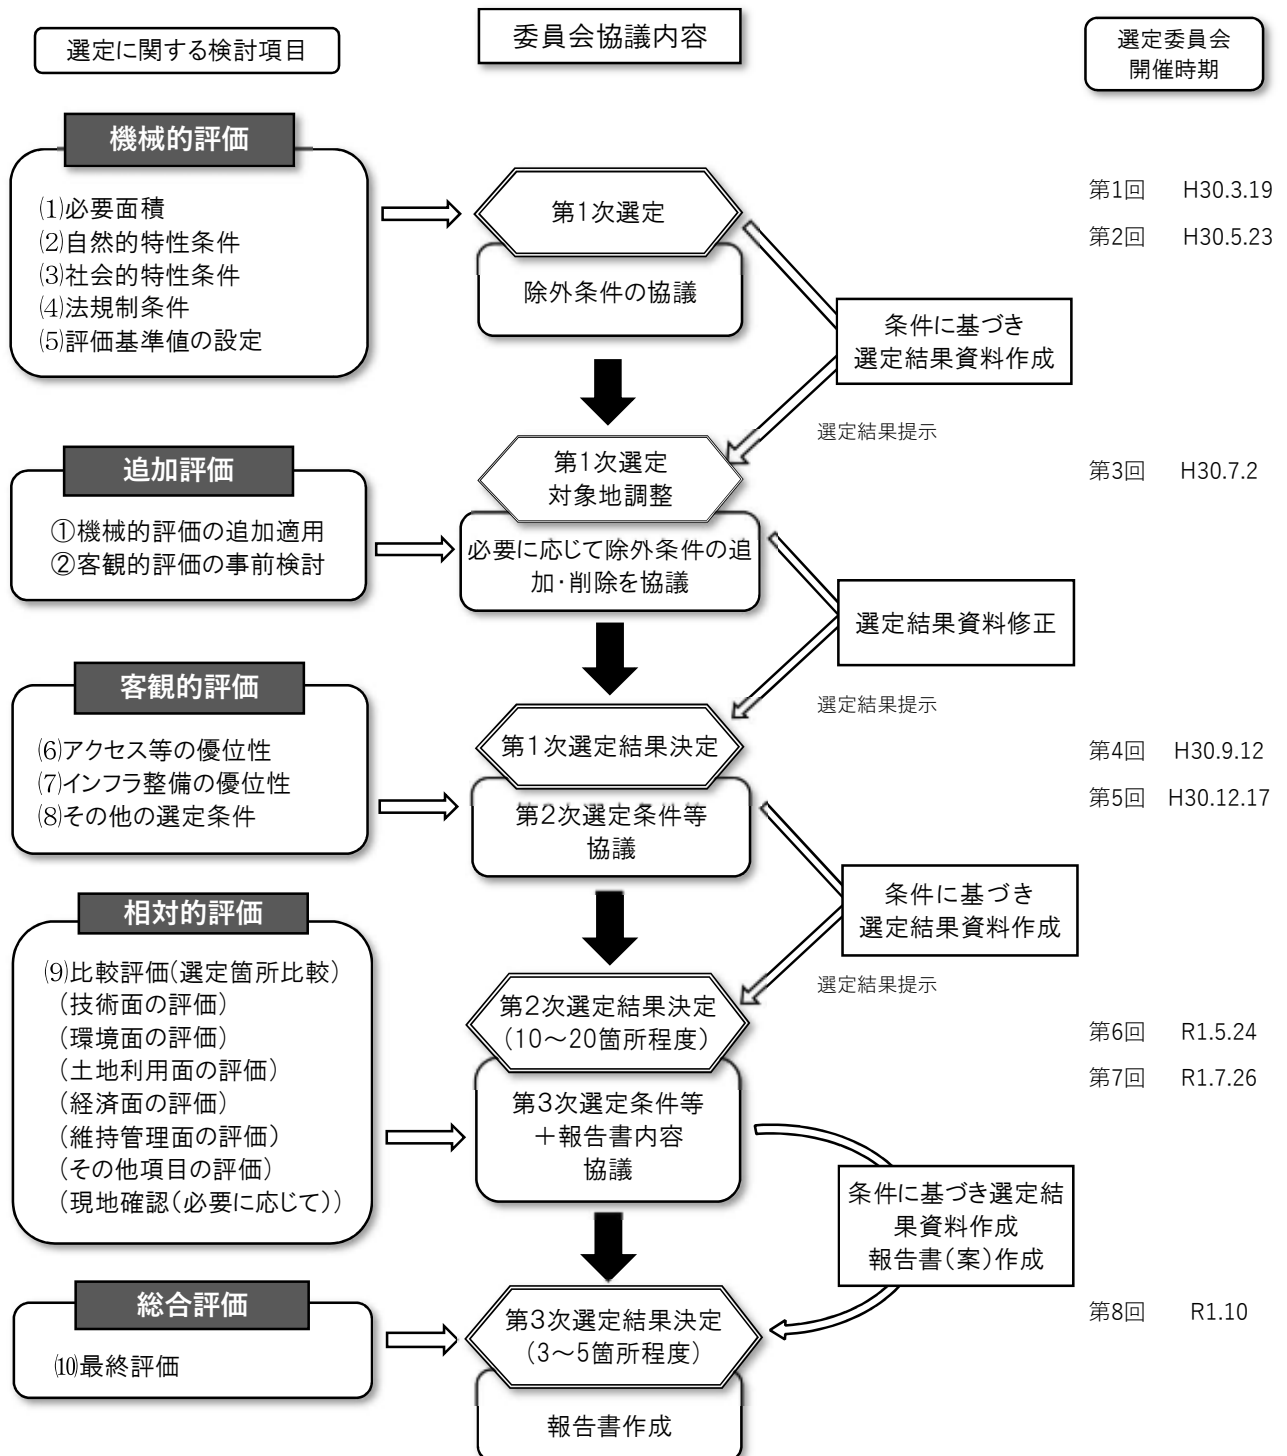 選定に関する検討項目
委員会協議内容
選定委員会
開催時期
機械的評価
⑴必要面積
⑵自然的特性条件
⑶社会的特性条件
⑷法規制条件
⑸評価基準値の設定
第1次選定
除外条件の協議
条件に基づき
選定結果資料作成
選定結果提示
第1回 H30.3.19
第2回 H30.5.23
追加評価
①機械的評価の追加適用
②客観的評価の事前検討
第1次選定
対象地調整
必要に応じて除外条件の追
加・削除を協議
選定結果資料修正
選定結果提示
第3回 H30.7.2
客観的評価
⑹アクセス等の優位性
⑺インフラ整備の優位性
⑻その他の選定条件
第1次選定結果決定
第2次選定条件等
協議
条件に基づき
選定結果資料作成
選定結果提示
第4回 H30.9.12
第5回 H30.12.17
相対的評価
⑼比較評価(選定箇所比較)
(技術面の評価)
(環境面の評価)
(土地利用面の評価)
(経済面の評価)
(維持管理面の評価)
(その他項目の評価)
(現地確認(必要に応じて))
第2次選定結果決定
(10～20箇所程度)
第3次選定条件等
＋報告書内容
協議
条件に基づき選定結
果資料作成
報告書(案)作成
第6回 R1.5.24
第7回 R1.7.26
総合評価
⑽最終評価
第3次選定結果決定
(3～5箇所程度)
報告書作成
第8回 R1.10